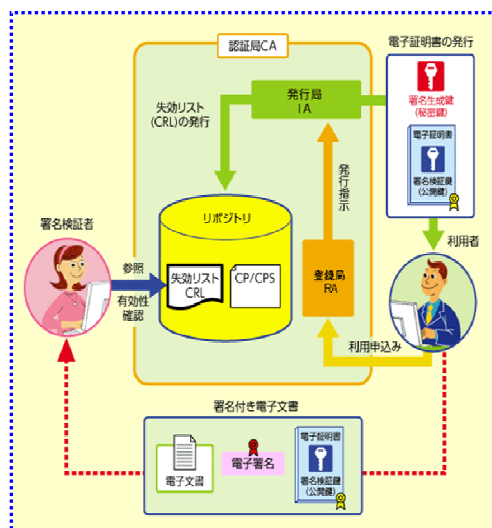 認証局CA
電子証明書の発行
発行局
IA
署名生成鍵
(秘密鍵)
電子証明書
署名検証鍵
(公開鍵)
失効リスト
(CRL)の発行
発行指示
署名検証者
リポジトリ
利用者
参照
有効性
確認
失効リスト
CRL
CP/CPS
登録局
RA
利用申込み
署名付き電子文書
電子文書
電子署名
電子証明書
署名検証鍵
(公開鍵)